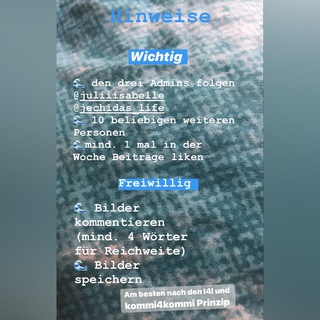 Hinweise
Wichtig
🌊 den drei Admins folgen
@juliiisabelle
@jechidas_life
🌊 10 beliebigen weiteren
Personen
🌊 mind. 1 mal in der
Woche Beiträge liken
Freiwillig
🌊 Bilder
kommentieren
(mind. 4 Wörter
für Reichweite)
🌊 Bilder
speichern
Am besten nach den l4l und
kommi4kommi Prinzip